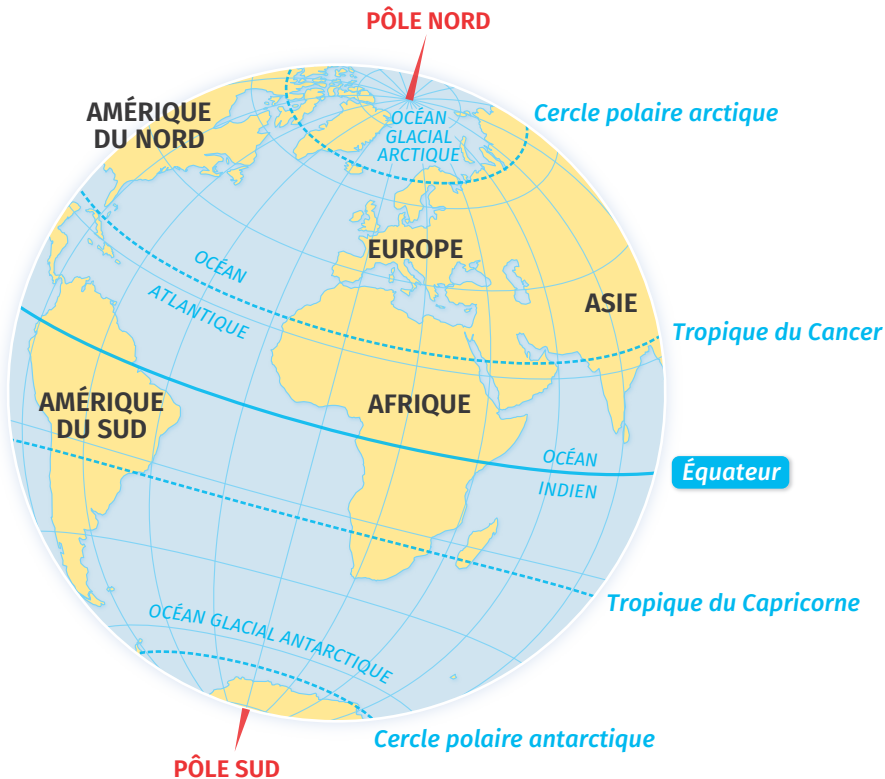 PÔLE NORD
AMÉRIQUE
DU NORD
Cercle polaire arctique
OCÉAN
GLACIAL
ARCTIQUE
EUROPE
OCÉAN
ATLANTIQUE
ASIE
Tropique du Cancer
AMÉRIQUE
DU SUD
AFRIQUE
OCÉAN
INDIEN
Équateur
Tropique du Capricorne
OCÉAN GLACIAL ANTARCTIQUE
Cercle polaire antarctique
PÔLE SUD